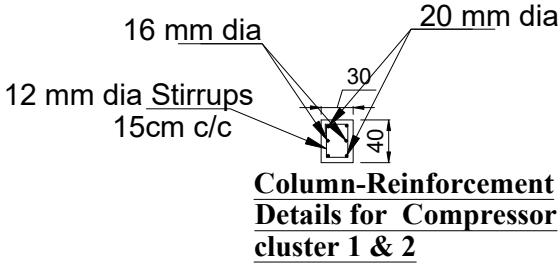 16 mm dia
20 mm dia
30
12 mm dia Stirrups
15cm c/c
40
Column-Reinforcement
Details for Compressor
cluster 1 & 2